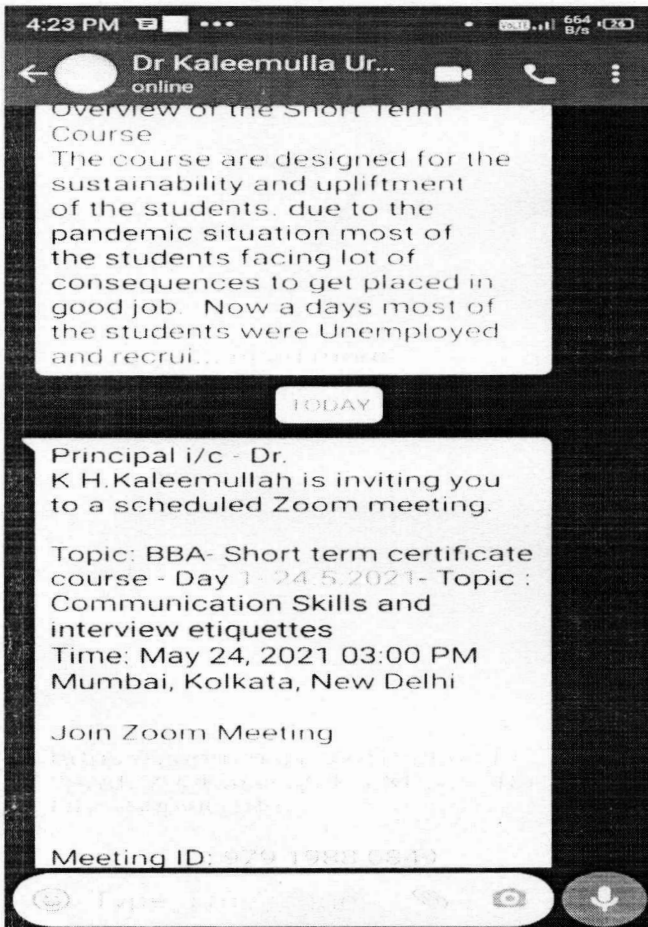 4:23 PM
664
B/s
26
Dr Kaleemulla Ur...
online
Overview of the Short Term
Course
The course are designed for the
sustainability and upliftment
of the students. due to the
pandemic situation most of
the students facing lot of
consequences to get placed in
good job. Now a days most of
the students were Unemployed
and recrui...
TODAY
Principal i/c - Dr.
K H.Kaleemullah is inviting you
to a scheduled Zoom meeting.
Topic: BBA- Short term certificate
course - Day 1- 24.5.2021- Topic :
Communication Skills and
interview etiquettes
Time: May 24, 2021 03:00 PM
Mumbai, Kolkata, New Delhi
Join Zoom Meeting
Meeting ID: 929 1988 0849